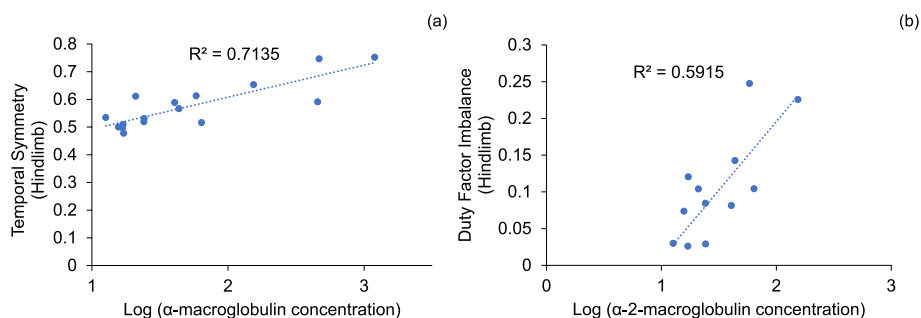 (a)
0.8
0.7
0.6
0.5
0.4
0.3
0.2
0.1
0
R² = 0.7135
Temporal Symmetry
(Hindlimb)
1
2
3
Log (α-macroglobulin concentration)
(b)
0.3
0.25
0.2
0.15
0.1
0.05
0
R² = 0.5915
Duty Factor Imbalance
(Hindlimb)
0
1
2
3
Log (α-2-macroglobulin concentration)